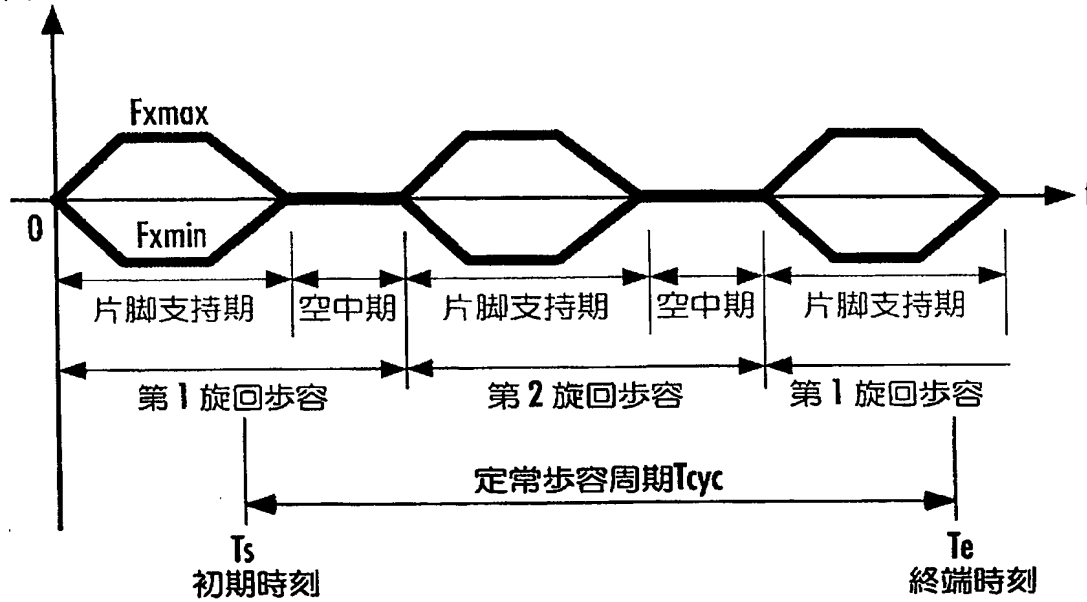 Fxmax
0
Fxmin
片脚支持期 空中期 片脚支持期 空中期 片脚支持期
第1旋回歩容 第2旋回歩容 第1旋回歩容
定常歩容周期Tcyc
Ts
初期時刻
Te
終端時刻